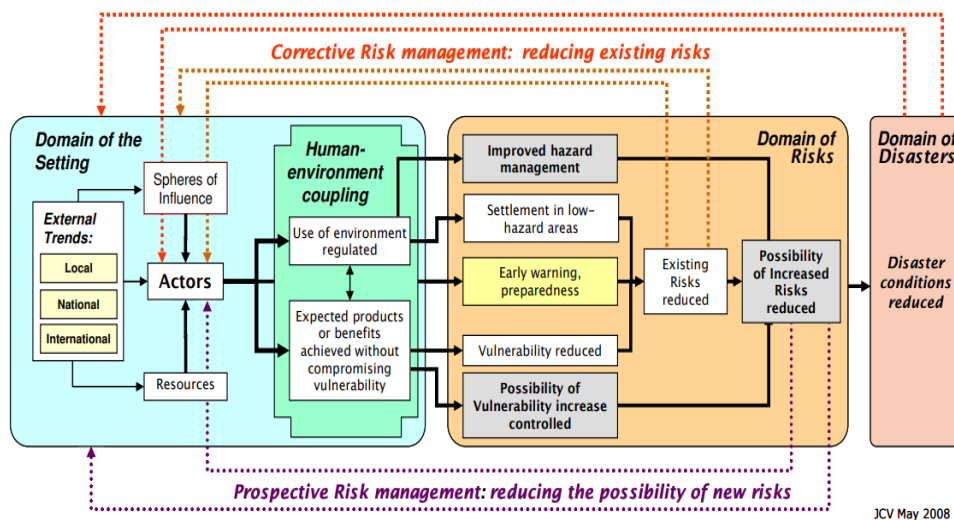 Corrective Risk management: reducing existing risks
Domain of the
Setting
Spheres of
Influence
External
Trends:
Local
National
International
Actors
Resources
Human-
environment
coupling
Use of environment
regulated
Expected products
or benefits
achieved without
compromising
vulnerability
Domain of
Risks
Improved hazard
management
Settlement in low-
hazard areas
Early warning,
preparedness
Vulnerability reduced
Possibility of
Vulnerability increase
controlled
Existing
Risks
reduced
Possibility
of Increased
Risks
reduced
Domain of
Disasters
Disaster
conditions
reduced
Prospective Risk management: reducing the possibility of new risks
JCV May 2008